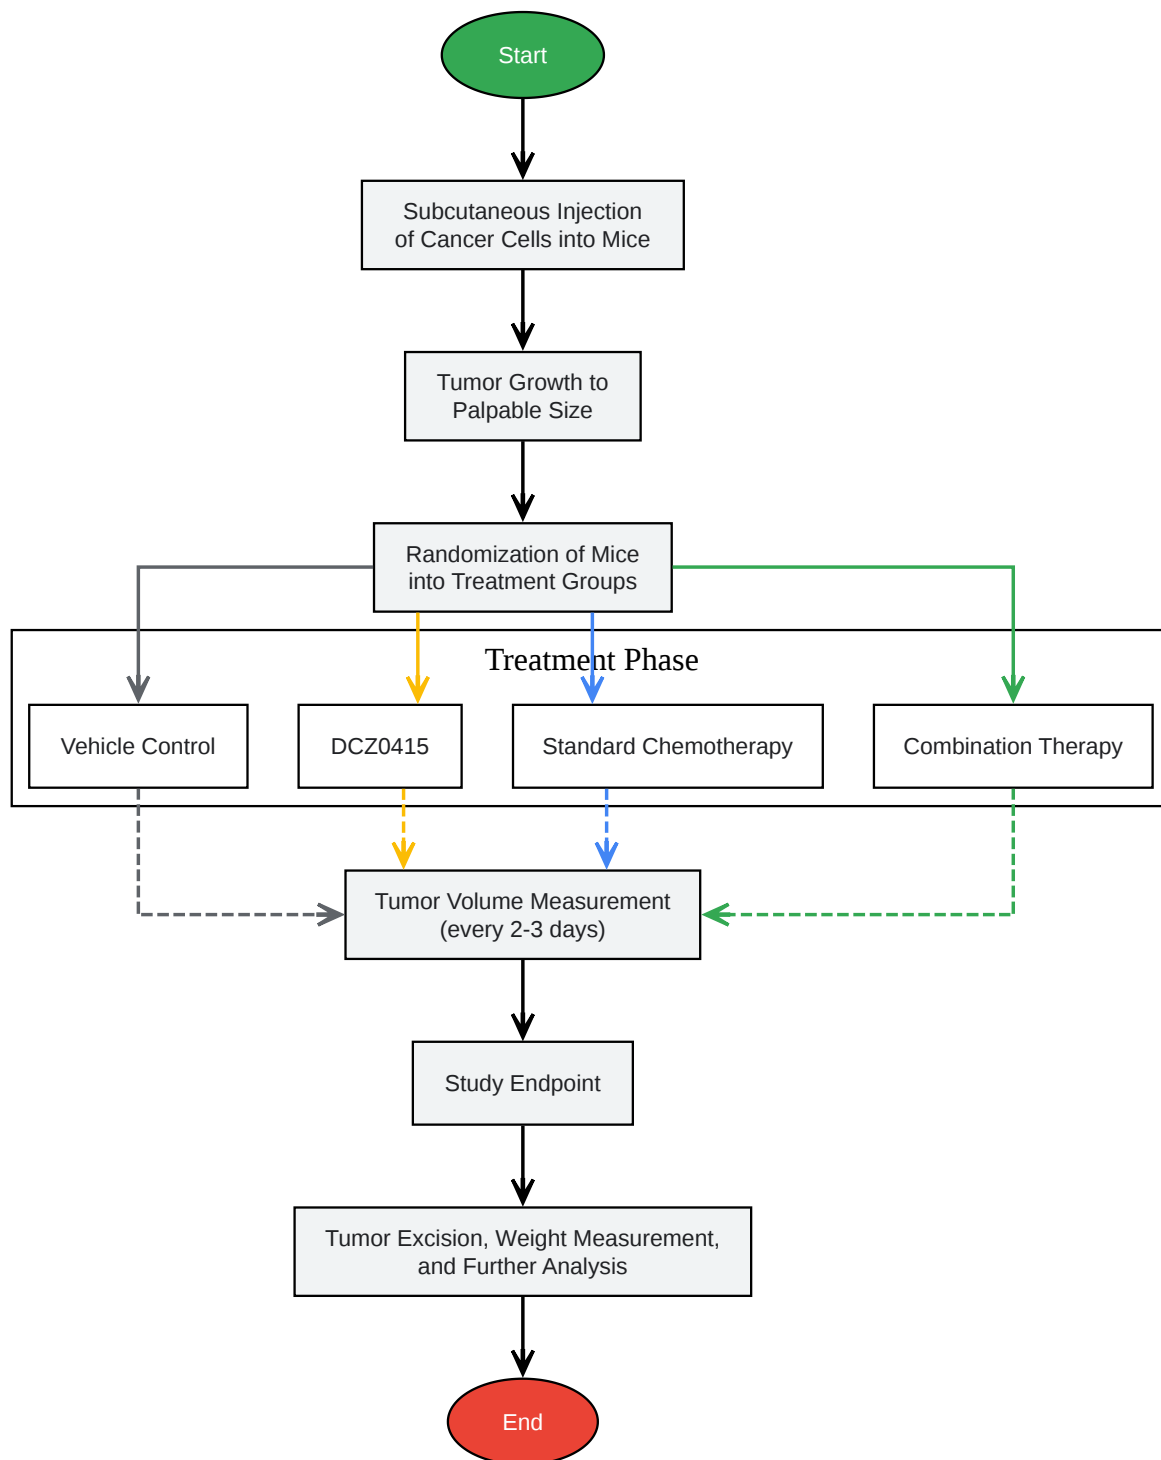 Start
Subcutaneous Injection
of Cancer Cells into Mice
Tumor Growth to
Palpable Size
Randomization of Mice
into Treatment Groups
Treatment Phase
Vehicle Control
DCZ0415
Standard Chemotherapy
Combination Therapy
Tumor Volume Measurement
(every 2-3 days)
Study Endpoint
Tumor Excision, Weight Measurement,
and Further Analysis
End